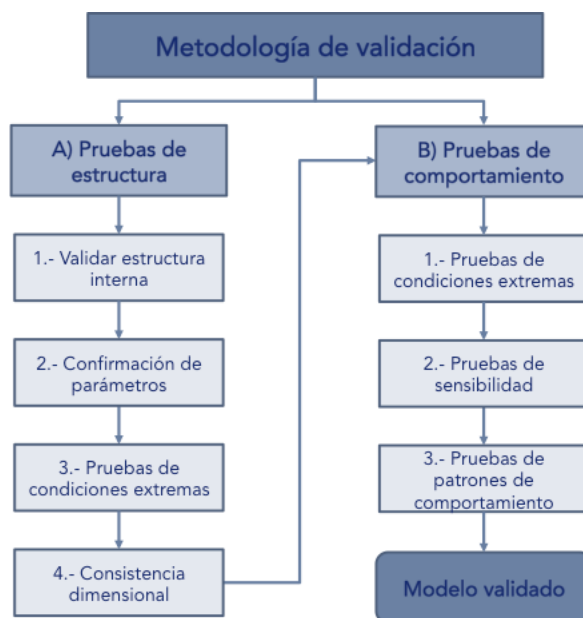 Metodología de validación
A) Pruebas de
estructura
1.- Validar estructura
interna
2.- Confirmación de
parámetros
3.- Pruebas de
condiciones extremas
4.- Consistencia
dimensional
B) Pruebas de
comportamiento
1.- Pruebas de
condiciones extremas
2.- Pruebas de
sensibilidad
3.- Pruebas de
patrones de
comportamiento
Modelo validado